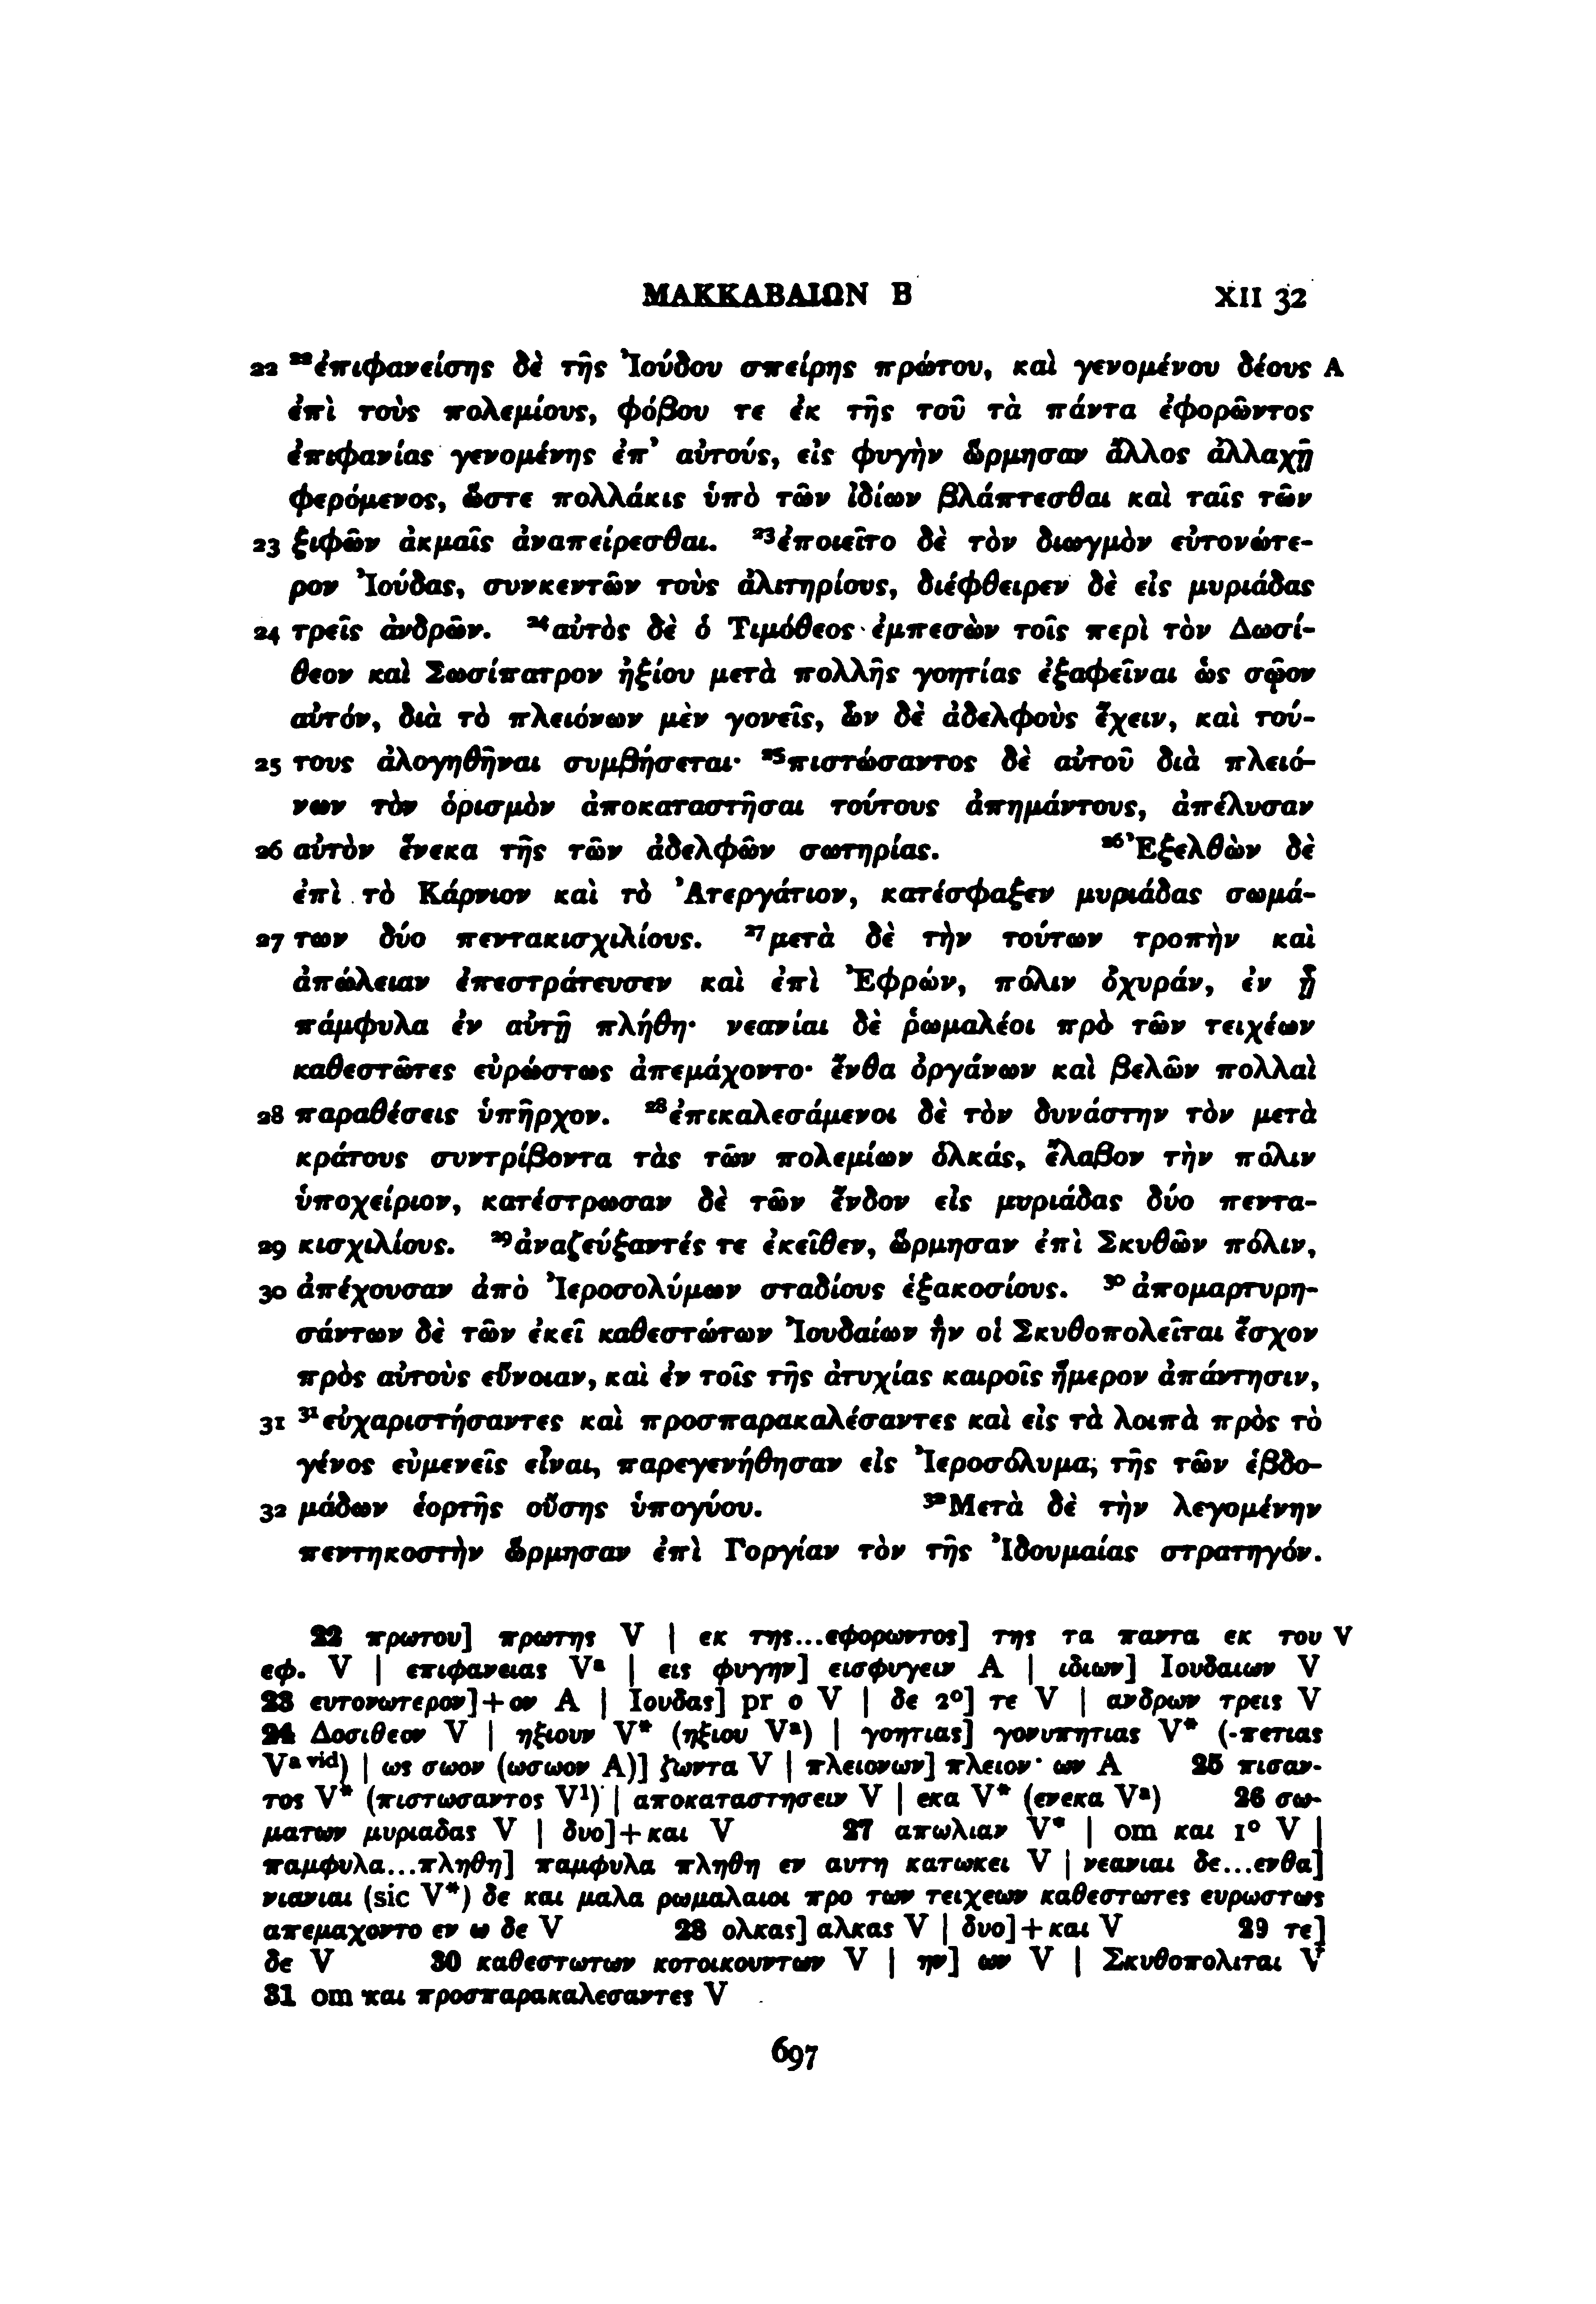 ΜΑΚΚΑΒΑΙΩΝ Β XII 32
22 ²²ἐπιφανείσης δὲ τῆς Ἰούδου σπείρης πρώτου, καὶ γενομένου δέους A
ἐπὶ τοὺς πολεμίους, φόβου τε ἐκ τῆς τοῦ τὰ πάντα ἐφορῶντος
ἐπιφανίας γενομένης ἐπ’ αὐτούς, εἰς φυγὴν ὥρμησαν ἄλλος ἀλλαχῇ
φερόμενος, ὥστε πολλάκις ὑπὸ τῶν ἰδίων βλάπτεσθαι καὶ ταῖς τῶν
23 ξιφῶν ἀκμαῖς ἀναπείρεσθαι. ²³ἐποιεῖτο δὲ τὸν διωγμὸν εὐτονώτε-
ρον Ἰούδας, συνκεντῶν τοὺς ἀλιτηρίους, διέφθειρεν δὲ εἰς μυριάδας
24 τρεῖς ἀνδρῶν. ²⁴αὐτὸς δὲ ὁ Τιμόθεος ἐμπεσὼν τοῖς περὶ τὸν Δωσί-
θεον καὶ Σωσίπατρον ἠξίου μετὰ πολλῆς γοητίας ἐξαφεῖναι ὡς σῷον
αὐτόν, διὰ τὸ πλειόνων μὲν γονεῖς, ὧν δὲ ἀδελφοὺς ἔχειν, καὶ τού-
25 τους ἀλογηθῆναι συμβήσεται· ²⁵πιστώσαντος δὲ αὐτοῦ διὰ πλειό-
νων τὸν ὁρισμὸν ἀποκαταστῆσαι τούτους ἀπημάντους, ἀπέλυσαν
26 αὐτὸν ἕνεκα τῆς τῶν ἀδελφῶν σωτηρίας. ²⁶Ἐξελθὼν δὲ
ἐπὶ τὸ Κάρνιον καὶ τὸ Ἀτεργάτιον, κατέσφαξεν μυριάδας σωμά-
27 των δύο πεντακισχιλίους. ²⁷μετὰ δὲ τὴν τούτων τροπὴν καὶ
ἀπώλειαν ἐπεστράτευσεν καὶ ἐπὶ Ἐφρών, πόλιν ὀχυράν, ἐν ᾗ
πάμφυλα ἐν αὐτῇ πλήθη· νεανίαι δὲ ῥωμαλέοι πρὸ τῶν τειχέων
καθεστῶτες εὐρώστως ἀπεμάχοντο· ἔνθα ὀργάνων καὶ βελῶν πολλαὶ
28 παραθέσεις ὑπῆρχον. ²⁸ἐπικαλεσάμενοι δὲ τὸν δυνάστην τὸν μετὰ
κράτους συντρίβοντα τὰς τῶν πολεμίων ὁλκάς, ἔλαβον τὴν πόλιν
ὑποχείριον, κατέστρωσαν δὲ τῶν ἔνδον εἰς μυριάδας δύο πεντα-
29 κισχιλίους. ²⁹ἀναζεύξαντές τε ἐκεῖθεν, ὥρμησαν ἐπὶ Σκυθῶν πόλιν,
30 ἀπέχουσαν ἀπὸ Ἰεροσολύμων σταδίους ἑξακοσίους. ³⁰ἀπομαρτυρη-
σάντων δὲ τῶν ἐκεῖ καθεστώτων Ἰουδαίων ἣν οἱ Σκυθοπολεῖται ἔσχον
πρὸς αὐτοὺς εὔνοιαν, καὶ ἐν τοῖς τῆς ἀτυχίας καιροῖς ἥμερον ἀπάντησιν,
31 ³¹εὐχαριστήσαντες καὶ προσπαρακαλέσαντες καὶ εἰς τὰ λοιπὰ πρὸς τὸ
γένος εὐμενεῖς εἶναι, παρεγενήθησαν εἰς Ἰεροσόλυμα, τῆς τῶν ἑβδο-
32 μάδων ἑορτῆς οὔσης ὑπογύου. ³²Μετὰ δὲ τὴν λεγομένην
πεντηκοστὴν ὥρμησαν ἐπὶ Γοργίαν τὸν τῆς Ἰδουμαίας στρατηγόν.
22 πρωτου] πρωτης V | εκ της...εφορωντος] της τα παντα εκ του V
εφ. V | επιφανειας Vᵃ | εις φυγην] εισφυγειν A | ιδιων] Ιουδαιων V
23 ευτονωτερον]+ον A | Ιουδας] pr ο V | δε 2°] τε V | ανδρων τρεις V
24 Δοσιθεον V | ηξιουν V* (ηξιου Vᵃ) | γοητιας] γονυπητιας V* (-πετιας
Vᵃ ᵛⁱᵈ) | ως σωον (ωσωον A)] ζωντα V | πλειονων] πλειον· ων A 25 πισαν-
τος V* (πιστωσαντος V¹) | αποκαταστησειν V | εκα V* (ενεκα Vᵃ) 26 σω-
ματων μυριαδας V | δυο]+και V 27 απωλιαν V* | om και 1° V |
παμφυλα...πληθη] παμφυλα πληθη εν αυτη κατωκει V | νεανιαι δε...ενθα]
νιανιαι (sic V*) δε και μαλα ρωμαλαιοι προ των τειχεων καθεστωτες ευρωστως
απεμαχοντο εν ω δε V 28 ολκας] αλκας V | δυο]+και V 29 τε]
δε V 30 καθεστωτων κοτοικουντων V | ην] ων V | Σκυθοπολιται V
31 om και προσπαρακαλεσαντες V
697